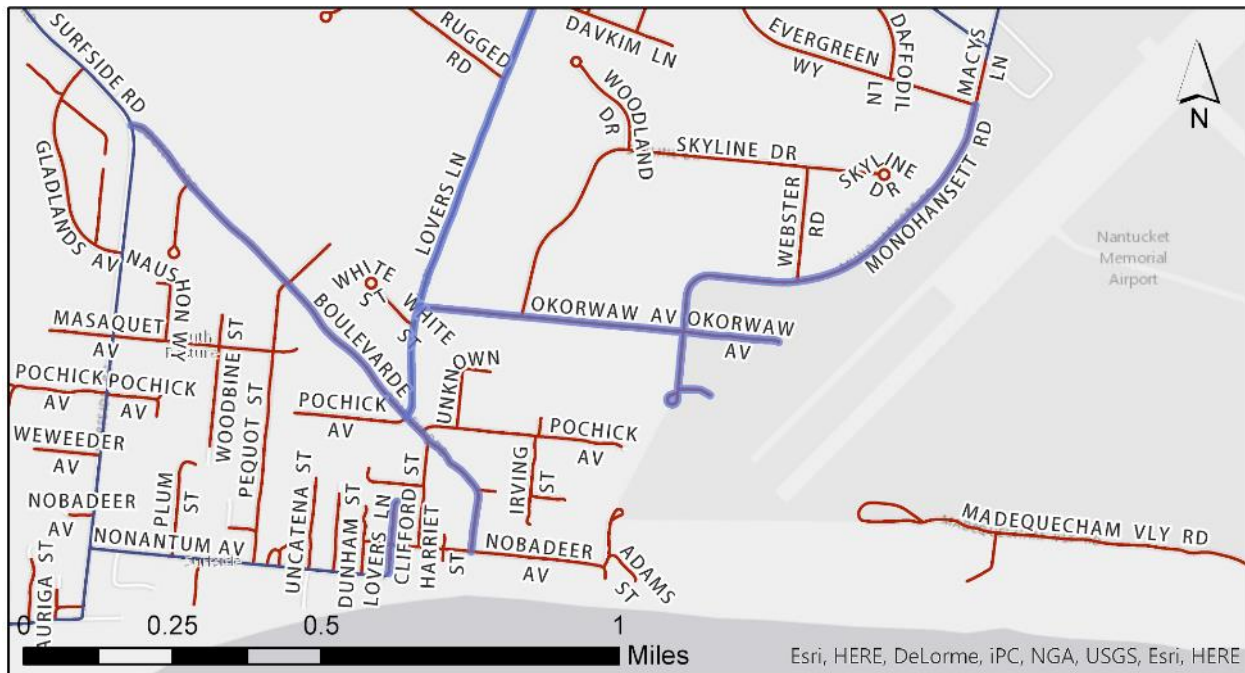 SURFSIDE RD
RUGGED
RD
DAVKIM LN
EVERGREEN
WY
DAFFODIL
LN
MACYS
LN
N
GLADLANDS
AV
WOODLAND
DR
SKYLINE DR
SKYLINE
DR
LOVERS LN
WEBSTER
RD
MONOHANSETT RD
Nantucket
Memorial
Airport
NAUS
HON WY
WHITE
ST
WHITE
ST
BOULEVARDE
OKORWAW AV
OKORWAW
AV
MASAQUET
AV
WOODBINE ST
PEQUOT ST
UNKNOWN
POCHICK
AV
POCHICK
AV
POCHICK
AV
POCHICK
AV
WEWEEDER
AV
PLUM
ST
UNCATENA ST
DUNHAM ST
LOVERS LN
CLIFFORD ST
HARRIET
ST
IRVING
ST
NOBADEER
AV
NONANTUM AV
Surfside
NOBADEER
AV
ADAMS
ST
MADEQUECHAM VLY RD
AURIGA ST
0 0.25 0.5 1
Miles
Esri, HERE, DeLorme, iPC, NGA, USGS, Esri, HERE